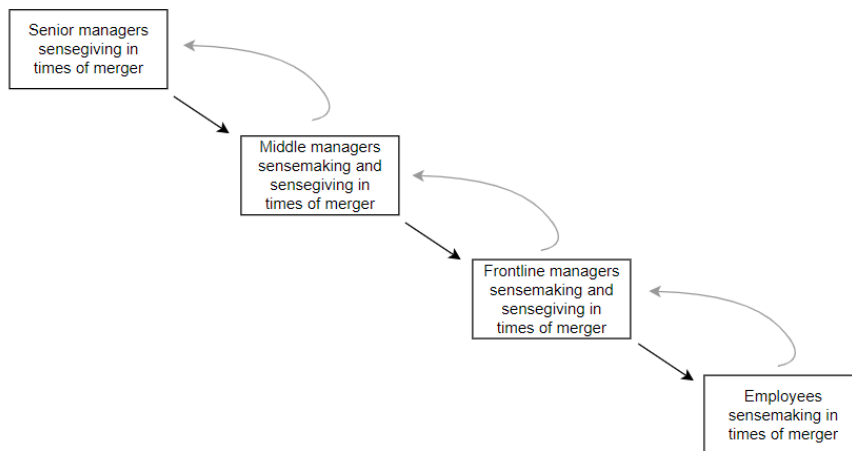 Senior managers
sensegiving in
times of merger
Middle managers
sensemaking and
sensegiving in
times of merger
Frontline managers
sensemaking and
sensegiving in
times of merger
Employees
sensemaking in
times of merger